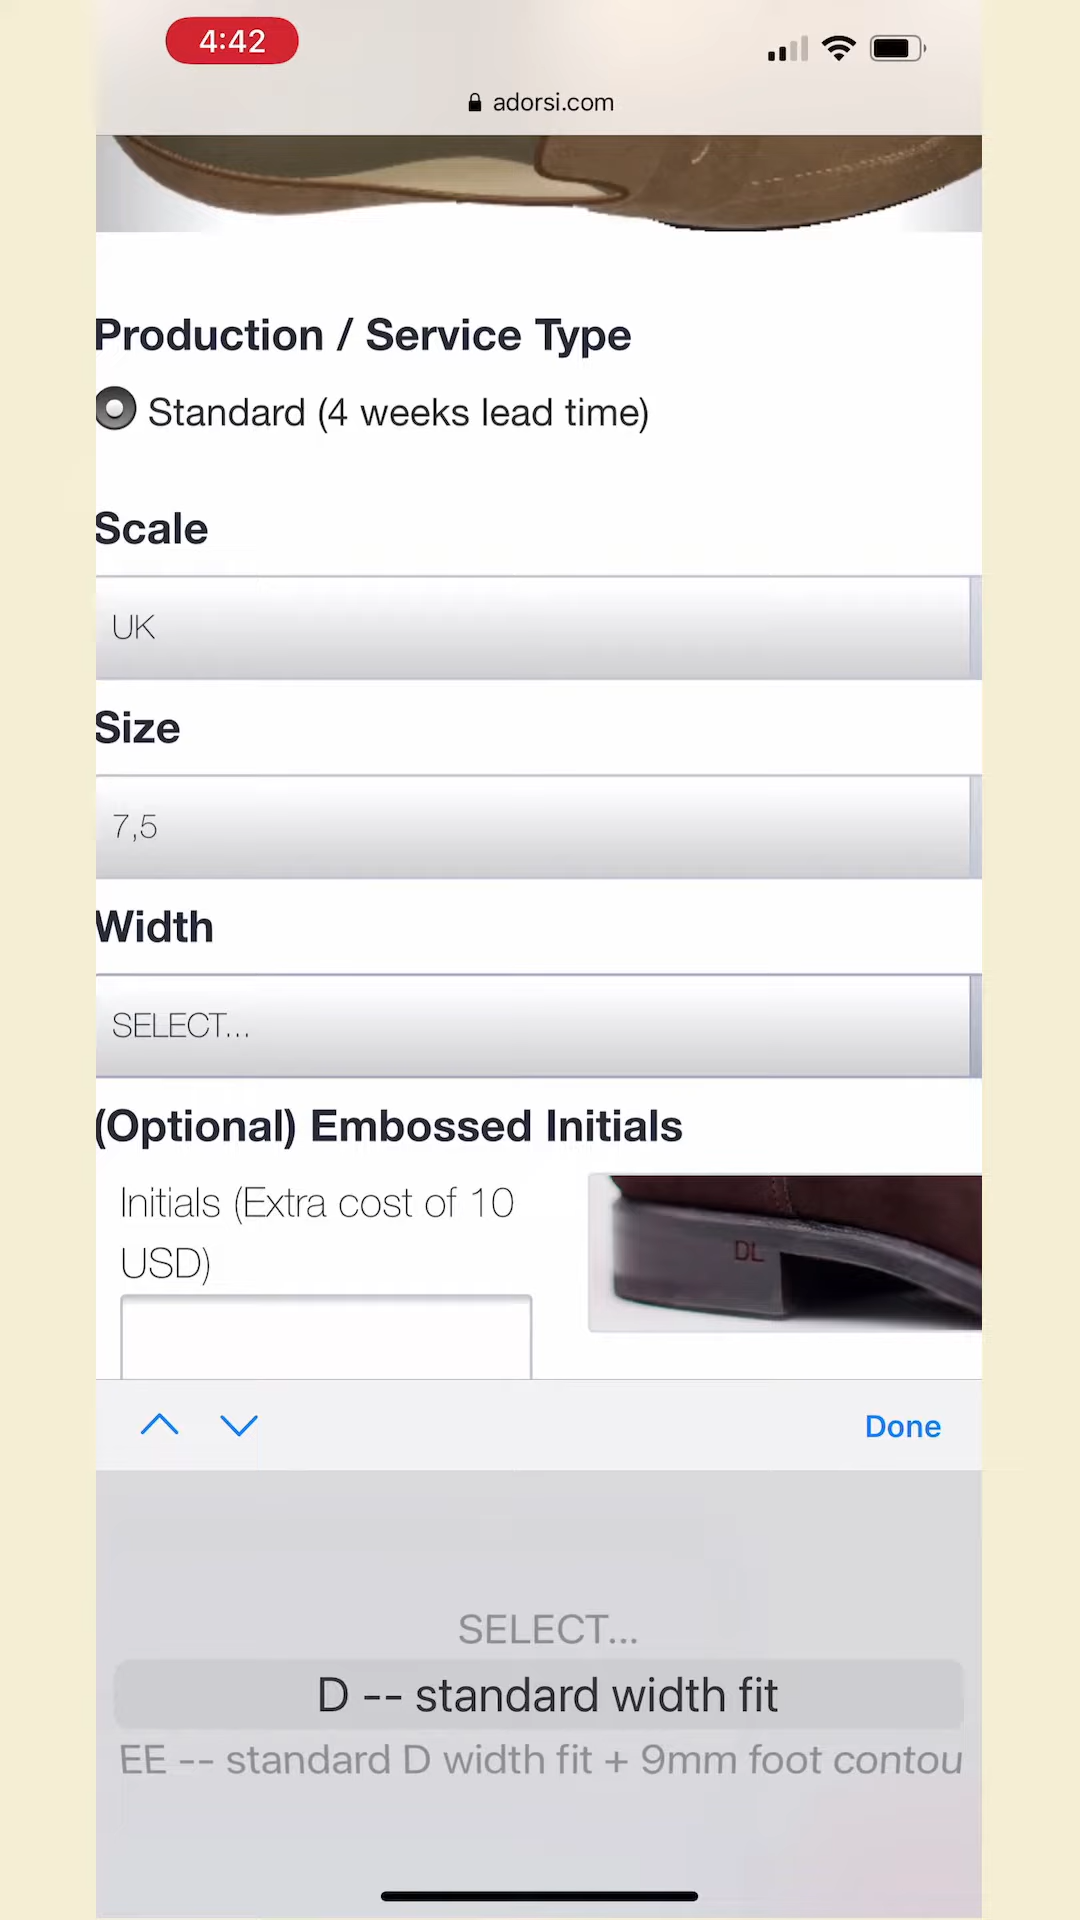 4:42
adorsi.com
Production / Service Type
Standard (4 weeks lead time)
Scale
UK
Size
7,5
Width
SELECT...
(Optional) Embossed Initials
Initials (Extra cost of 10
USD)
DL
Done
SELECT...
D -- standard width fit
EE -- standard D width fit + 9mm foot contou